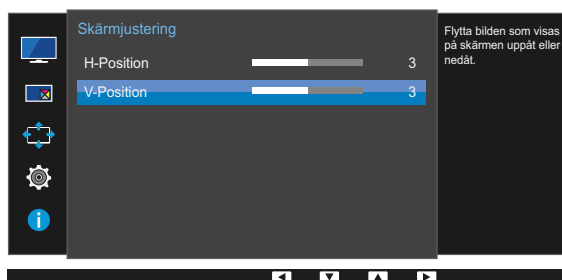 Skärmjustering
H-Position 3
V-Position 3
Flytta bilden som visas
på skärmen uppåt eller
nedåt.